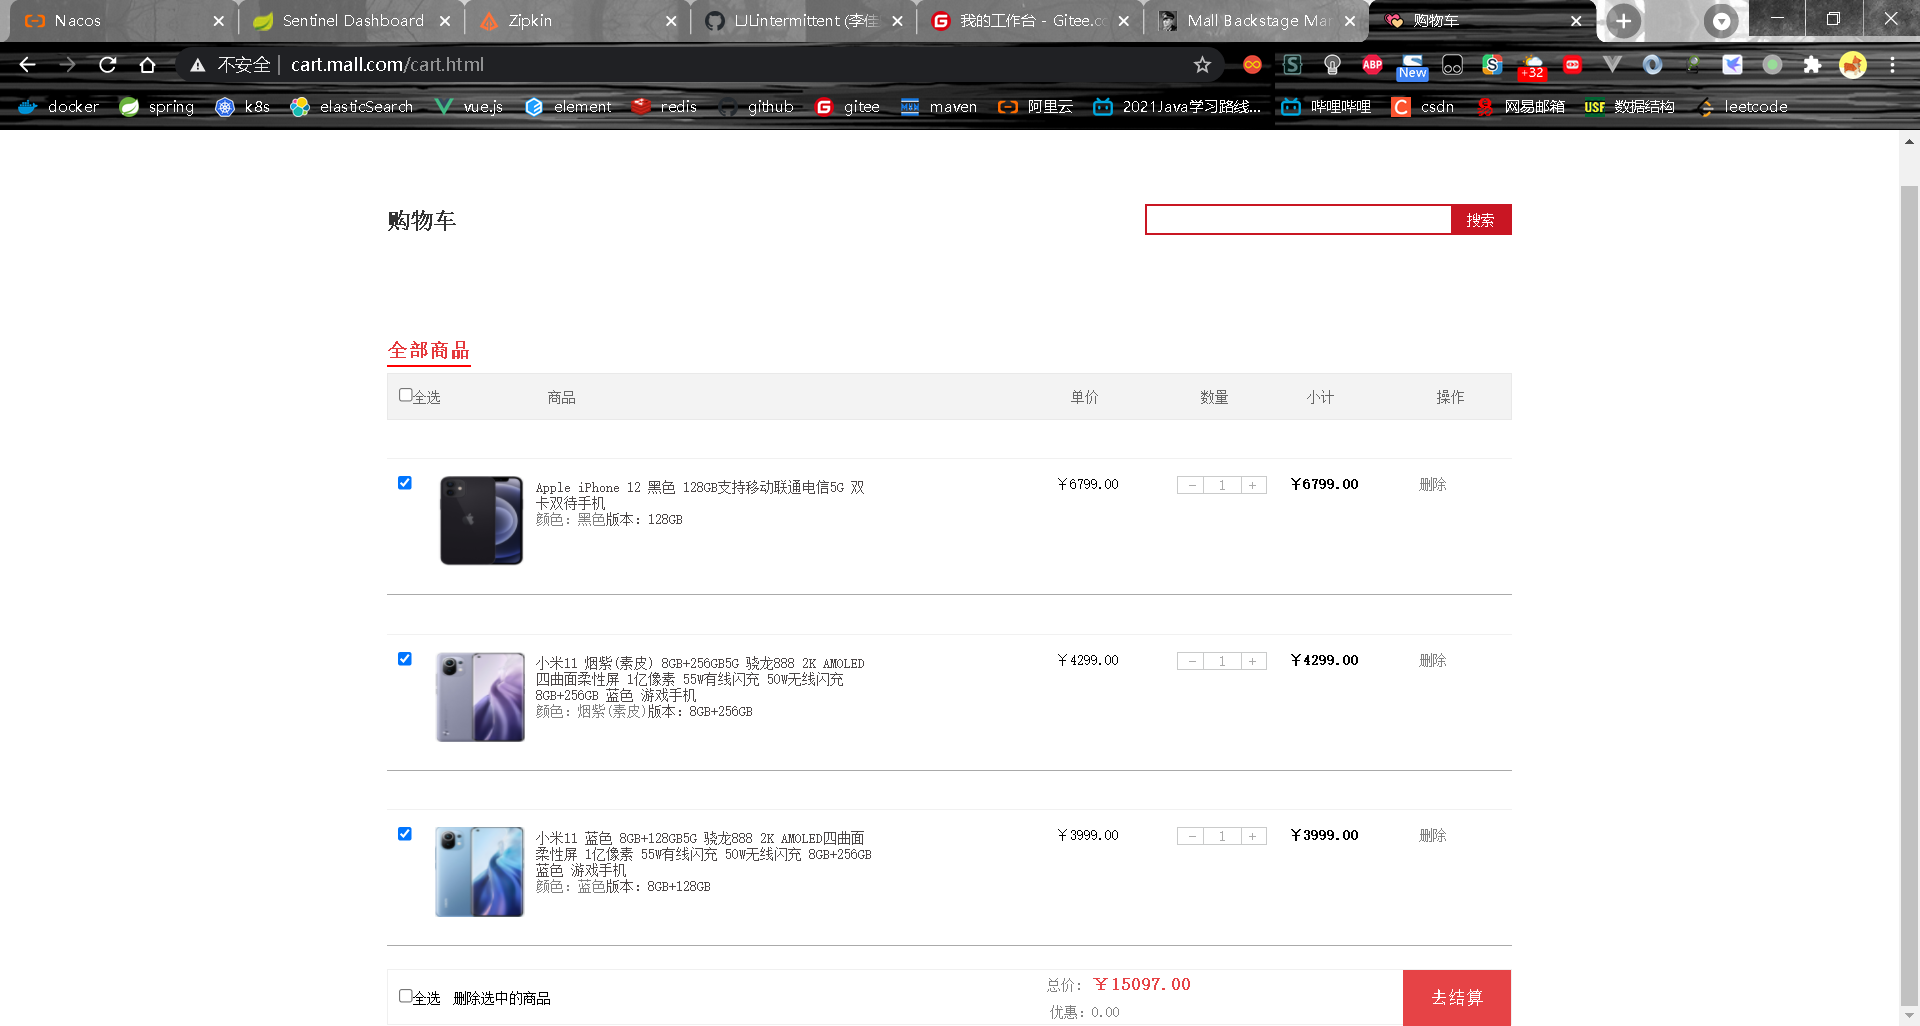 Nacos
Sentinel Dashboard
Zipkin
LJLintermittent (李佳
我的工作台 - Gitee.co
Mall Backstage Mar
购物车
不安全 | cart.mall.com/cart.html
ABP
New
+32
docker
spring
k8s
elasticSearch
vue.js
element
redis
github
gitee
maven
阿里云
2021Java学习路线...
哔哩哔哩
csdn
网易邮箱
USF 数据结构
leetcode
购物车
搜索
全部商品
全选 商品 单价 数量 小计 操作
Apple iPhone 12 黑色 128GB支持移动联通电信5G 双
卡双待手机
颜色：黑色版本：128GB
￥6799.00
- 1 +
￥6799.00
删除
小米11 烟紫(素皮) 8GB+256GB5G 骁龙888 2K AMOLED
四曲面柔性屏 1亿像素 55W有线闪充 50W无线闪充
8GB+256GB 蓝色 游戏手机
颜色：烟紫(素皮)版本：8GB+256GB
￥4299.00
- 1 +
￥4299.00
删除
小米11 蓝色 8GB+128GB5G 骁龙888 2K AMOLED四曲面
柔性屏 1亿像素 55W有线闪充 50W无线闪充 8GB+256GB
蓝色 游戏手机
颜色：蓝色版本：8GB+128GB
￥3999.00
- 1 +
￥3999.00
删除
全选 删除选中的商品
总价：￥15097.00
优惠：0.00
去结算